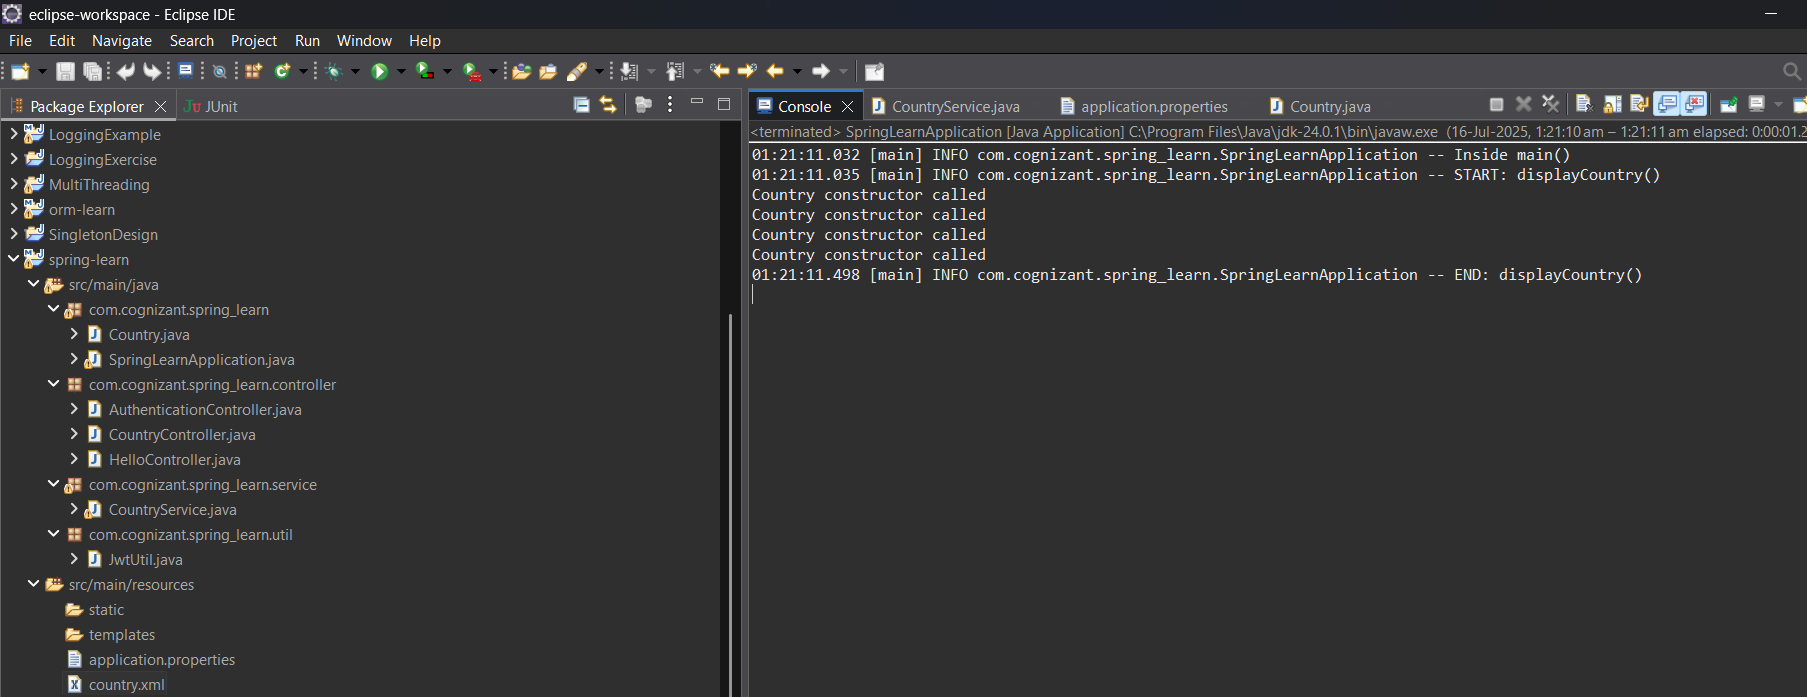 eclipse-workspace - Eclipse IDE
File Edit Navigate Search Project Run Window Help
Package Explorer
JUnit
LoggingExample
LoggingExercise
MultiThreading
orm-learn
SingletonDesign
spring-learn
src/main/java
com.cognizant.spring_learn
Country.java
SpringLearnApplication.java
com.cognizant.spring_learn.controller
AuthenticationController.java
CountryController.java
HelloController.java
com.cognizant.spring_learn.service
CountryService.java
com.cognizant.spring_learn.util
JwtUtil.java
src/main/resources
static
templates
application.properties
country.xml
Console CountryService.java application.properties Country.java
<terminated> SpringLearnApplication [Java Application] C:\Program Files\Java\jdk-24.0.1\bin\javaw.exe (16-Jul-2025, 1:21:10 am – 1:21:11 am elapsed: 0:00:01.2
01:21:11.032 [main] INFO com.cognizant.spring_learn.SpringLearnApplication -- Inside main()
01:21:11.035 [main] INFO com.cognizant.spring_learn.SpringLearnApplication -- START: displayCountry()
Country constructor called
Country constructor called
Country constructor called
Country constructor called
01:21:11.498 [main] INFO com.cognizant.spring_learn.SpringLearnApplication -- END: displayCountry()